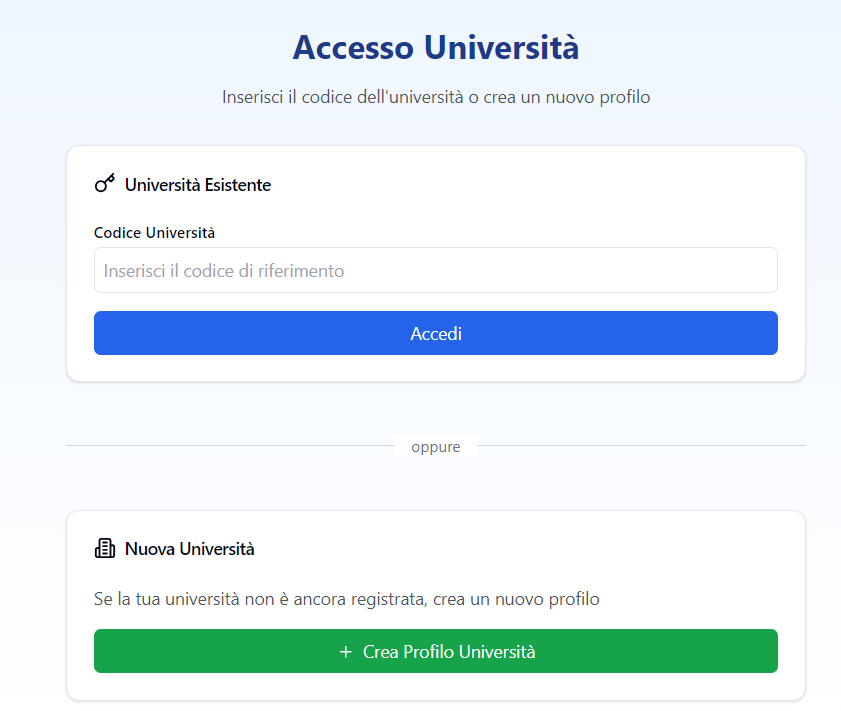 Accesso Università
Inserisci il codice dell'università o crea un nuovo profilo
Università Esistente
Codice Università
Inserisci il codice di riferimento
Accedi
oppure
Nuova Università
Se la tua università non è ancora registrata, crea un nuovo profilo
+ Crea Profilo Università